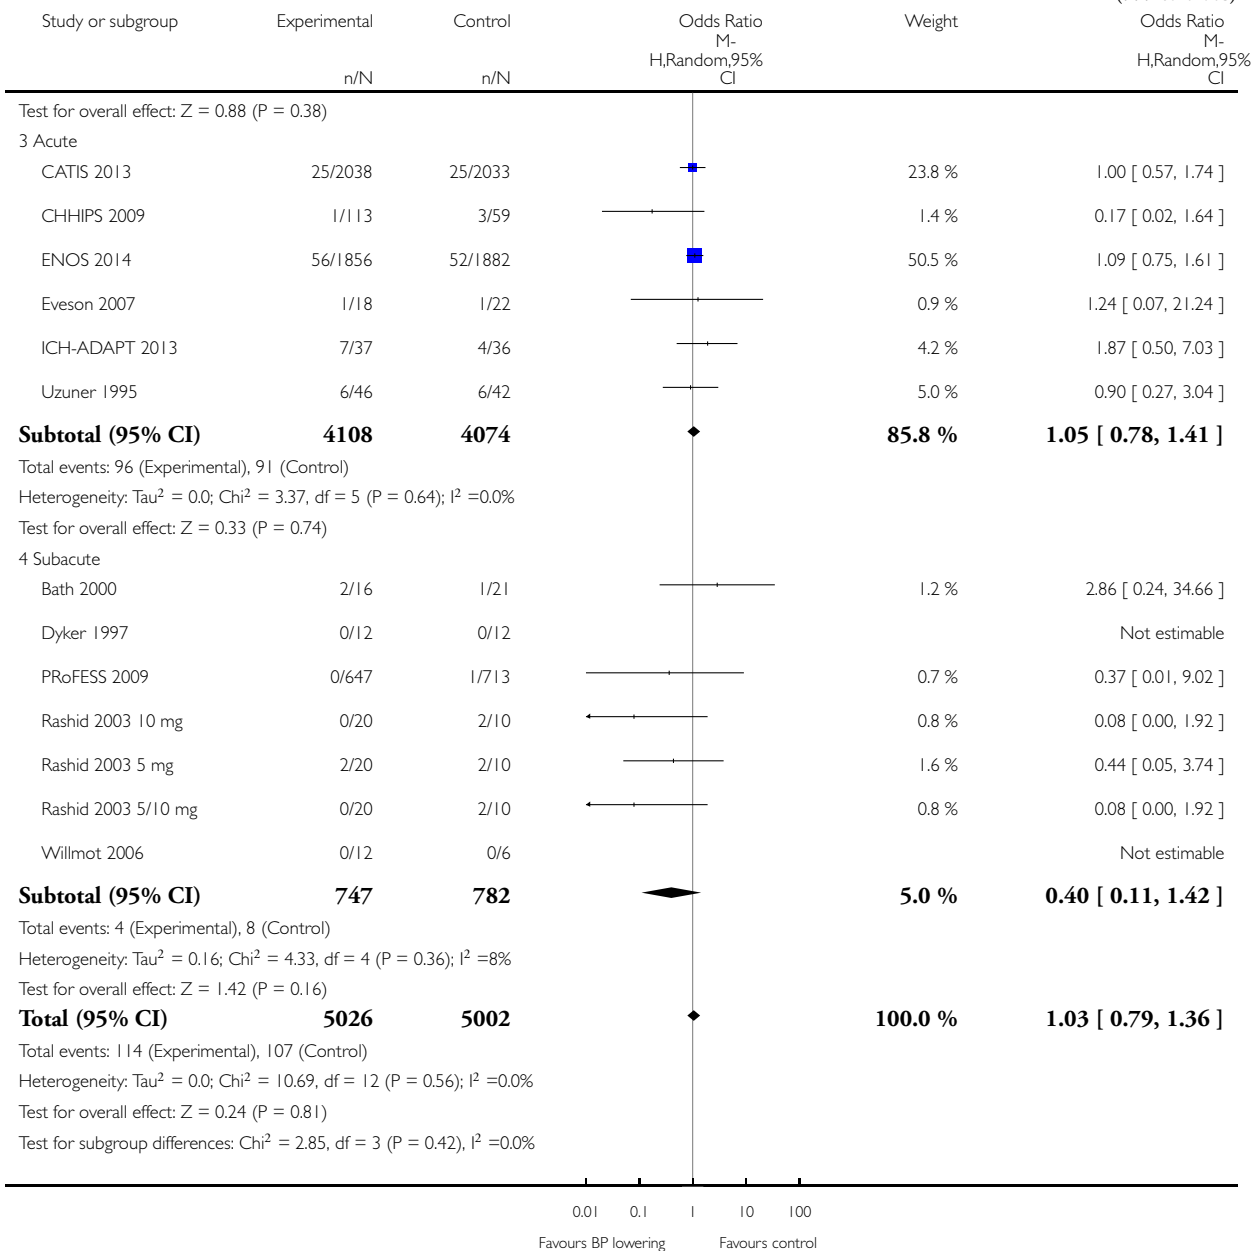 Study or subgroup Experimental Control Odds Ratio Weight Odds Ratio
M- M-
H,Random,95% H,Random,95%
n/N n/N CI CI
Test for overall effect: Z = 0.88 (P = 0.38)
3 Acute
CATIS 2013 25/2038 25/2033 23.8 % 1.00 [ 0.57, 1.74 ]
CHHIPS 2009 1/113 3/59 1.4 % 0.17 [ 0.02, 1.64 ]
ENOS 2014 56/1856 52/1882 50.5 % 1.09 [ 0.75, 1.61 ]
Eveson 2007 1/18 1/22 0.9 % 1.24 [ 0.07, 21.24 ]
ICH-ADAPT 2013 7/37 4/36 4.2 % 1.87 [ 0.50, 7.03 ]
Uzuner 1995 6/46 6/42 5.0 % 0.90 [ 0.27, 3.04 ]
Subtotal (95% CI) 4108 4074 85.8 % 1.05 [ 0.78, 1.41 ]
Total events: 96 (Experimental), 91 (Control)
Heterogeneity: Tau² = 0.0; Chi² = 3.37, df = 5 (P = 0.64); I² =0.0%
Test for overall effect: Z = 0.33 (P = 0.74)
4 Subacute
Bath 2000 2/16 1/21 1.2 % 2.86 [ 0.24, 34.66 ]
Dyker 1997 0/12 0/12 Not estimable
PRoFESS 2009 0/647 1/713 0.7 % 0.37 [ 0.01, 9.02 ]
Rashid 2003 10 mg 0/20 2/10 0.8 % 0.08 [ 0.00, 1.92 ]
Rashid 2003 5 mg 2/20 2/10 1.6 % 0.44 [ 0.05, 3.74 ]
Rashid 2003 5/10 mg 0/20 2/10 0.8 % 0.08 [ 0.00, 1.92 ]
Willmot 2006 0/12 0/6 Not estimable
Subtotal (95% CI) 747 782 5.0 % 0.40 [ 0.11, 1.42 ]
Total events: 4 (Experimental), 8 (Control)
Heterogeneity: Tau² = 0.16; Chi² = 4.33, df = 4 (P = 0.36); I² =8%
Test for overall effect: Z = 1.42 (P = 0.16)
Total (95% CI) 5026 5002 100.0 % 1.03 [ 0.79, 1.36 ]
Total events: 114 (Experimental), 107 (Control)
Heterogeneity: Tau² = 0.0; Chi² = 10.69, df = 12 (P = 0.56); I² =0.0%
Test for overall effect: Z = 0.24 (P = 0.81)
Test for subgroup differences: Chi² = 2.85, df = 3 (P = 0.42), I² =0.0%
0.01 0.1 1 10 100
Favours BP lowering Favours control